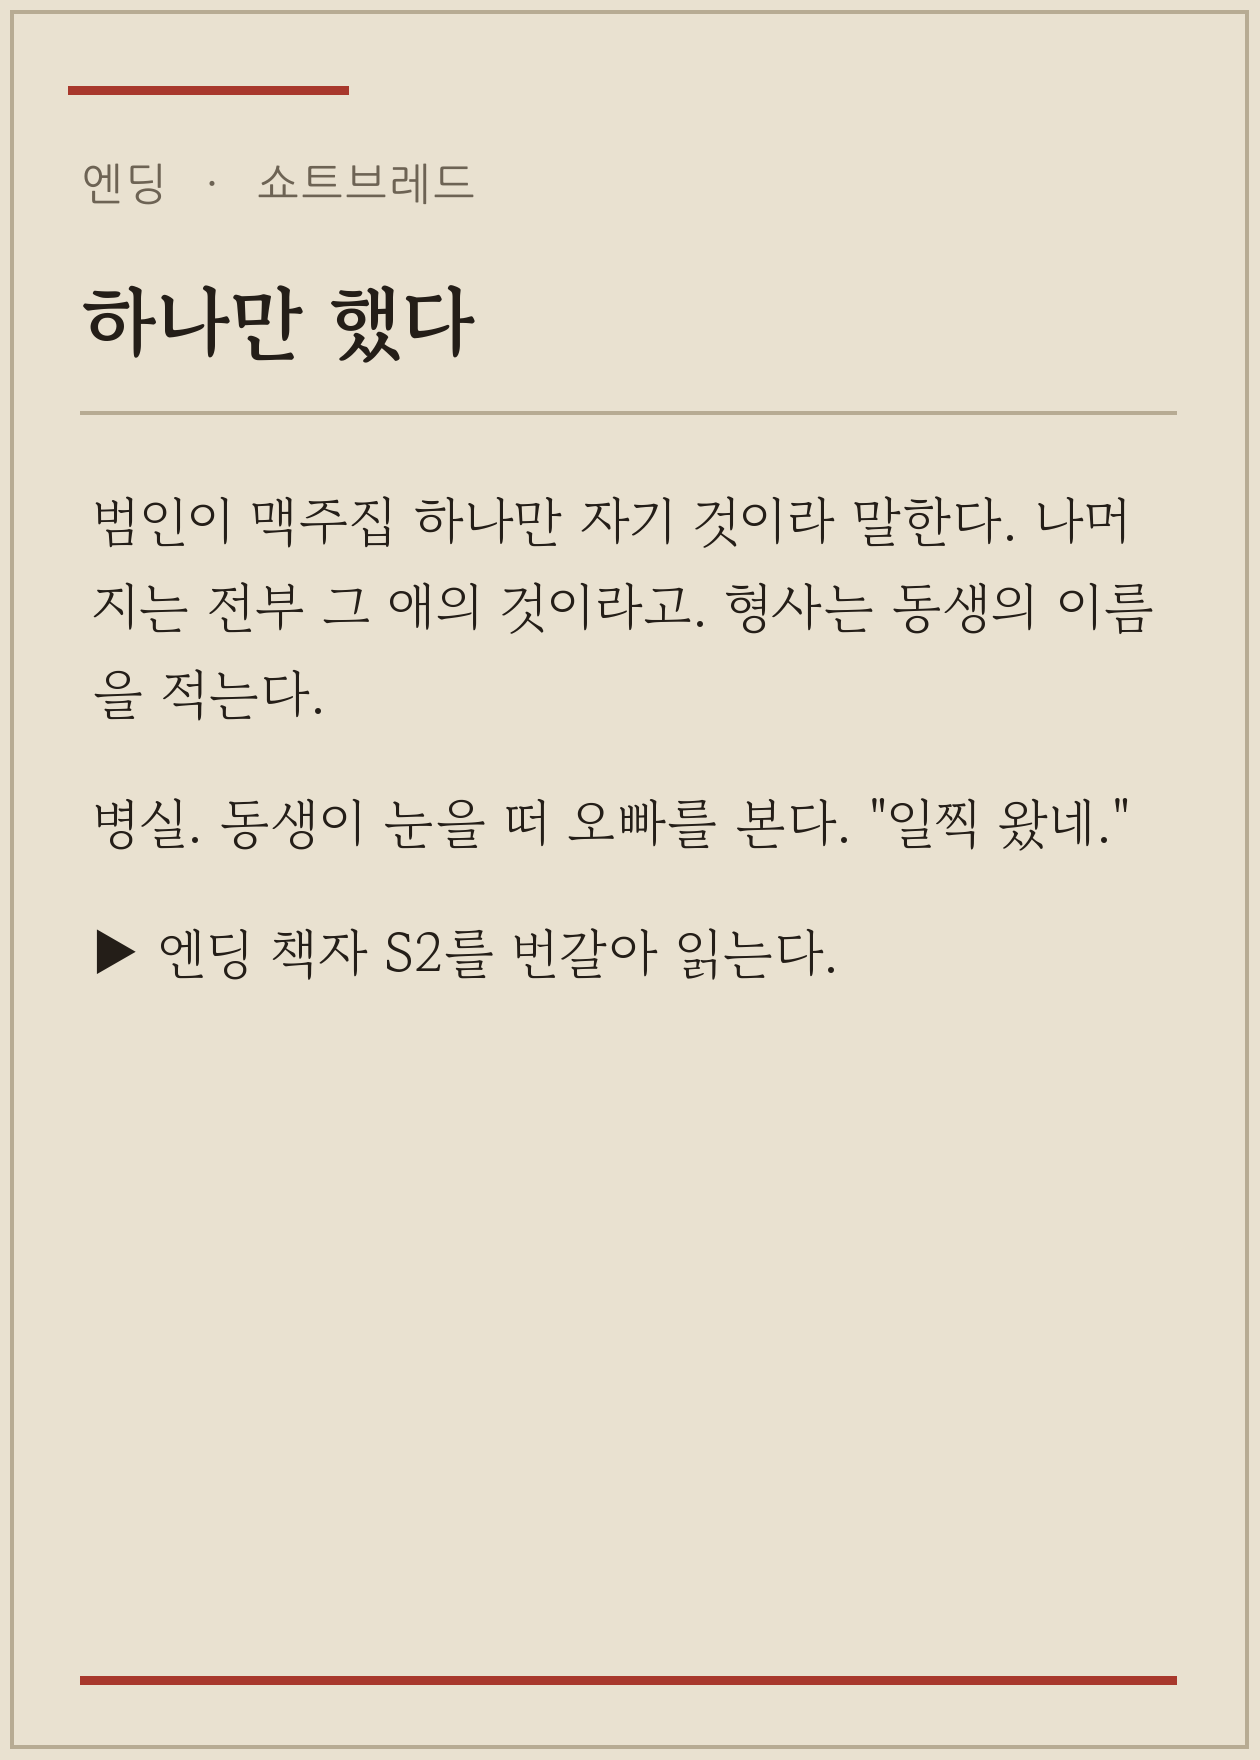 엔딩 · 쇼트브레드
하나만 했다
범인이 맥주집 하나만 자기 것이라 말한다. 나머
지는 전부 그 애의 것이라고. 형사는 동생의 이름
을 적는다.
병실. 동생이 눈을 떠 오빠를 본다. "일찍 왔네."
▶ 엔딩 책자 S2를 번갈아 읽는다.